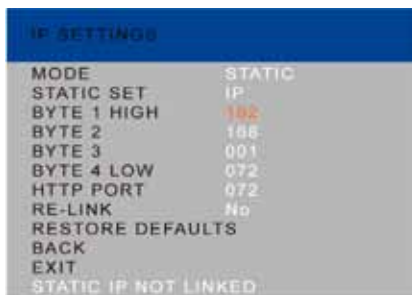 IP SETTINGS
MODE STATIC
STATIC SET IP
BYTE 1 HIGH 192
BYTE 2 168
BYTE 3 001
BYTE 4 LOW 072
HTTP PORT 072
RE-LINK No
RESTORE DEFAULTS
BACK
EXIT
STATIC IP NOT LINKED